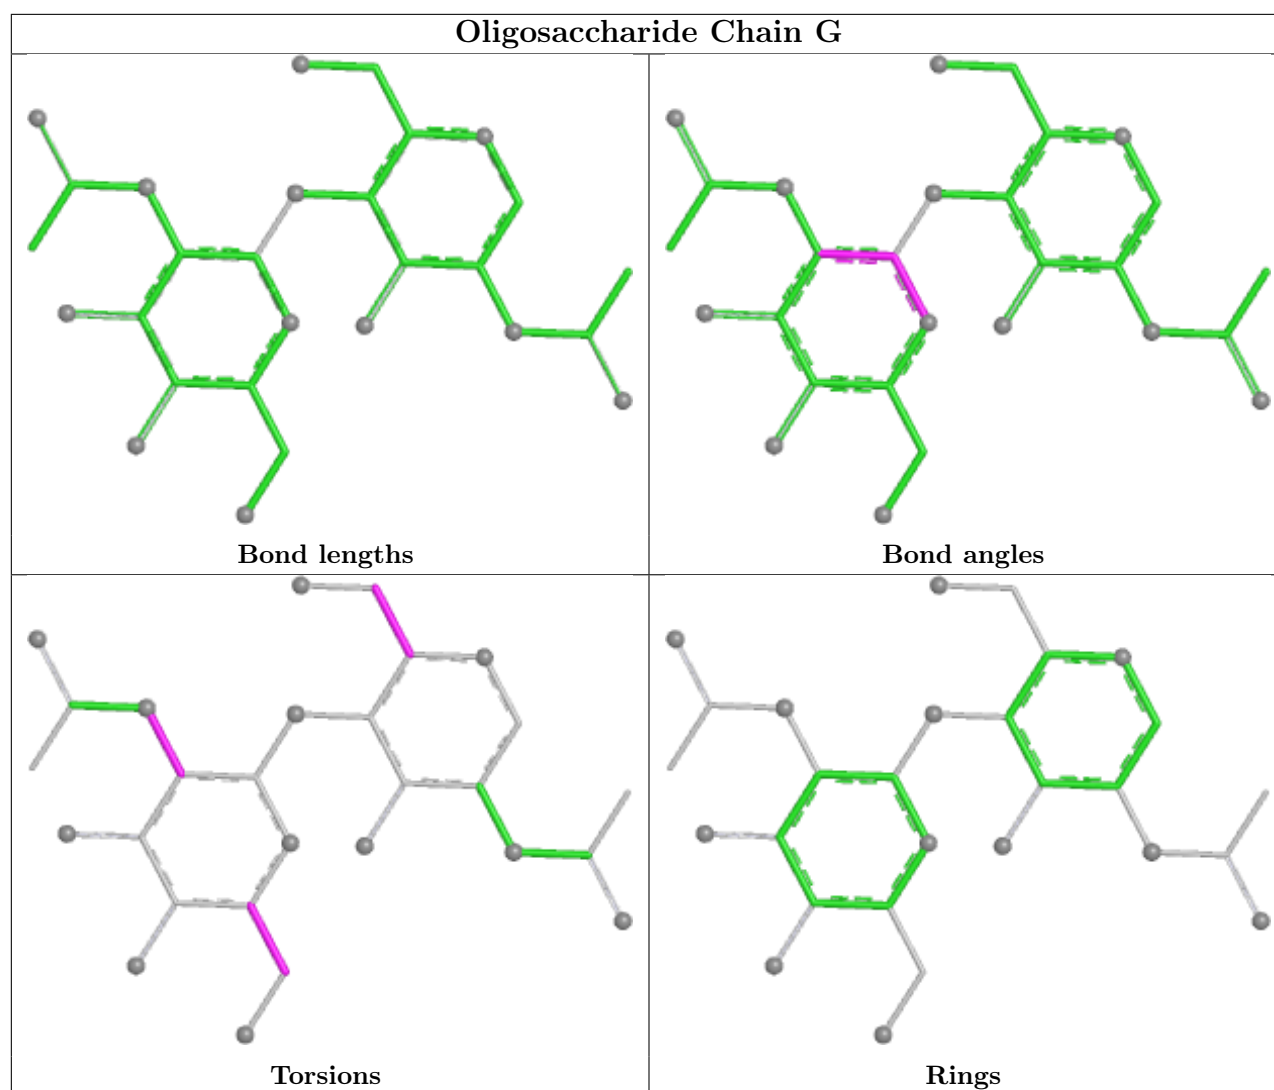 Oligosaccharide Chain G
Bond lengths
Bond angles
Torsions
Rings